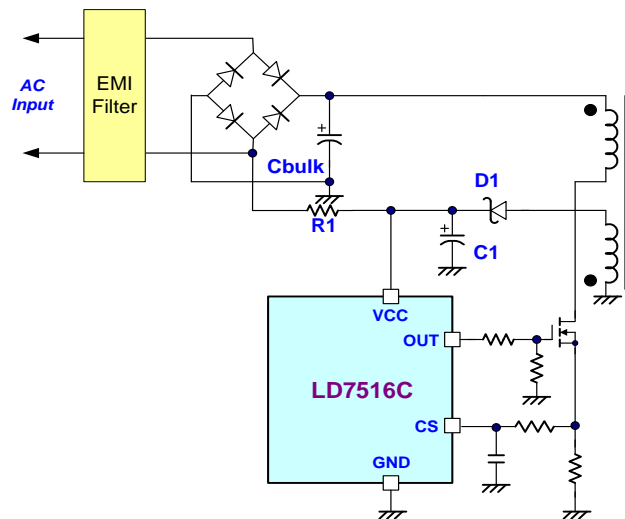 AC
Input
EMI
Filter
+
Cbulk
R1
D1
+
C1
VCC
OUT
LD7516C
CS
GND